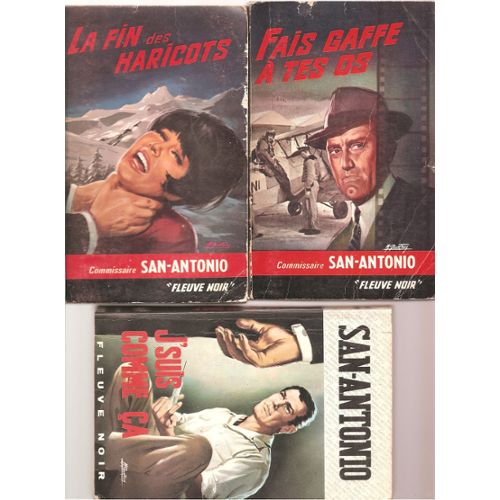 LA FIN des
HARICOTS
Commissaire SAN-ANTONIO
"FLEUVE NOIR"
FAIS GAFFE
À TES OS
NI
Commissaire SAN-ANTONIO
"FLEUVE NOIR"
SAN-ANTONIO
J'SUIS
COMME ÇA
FLEUVE NOIR